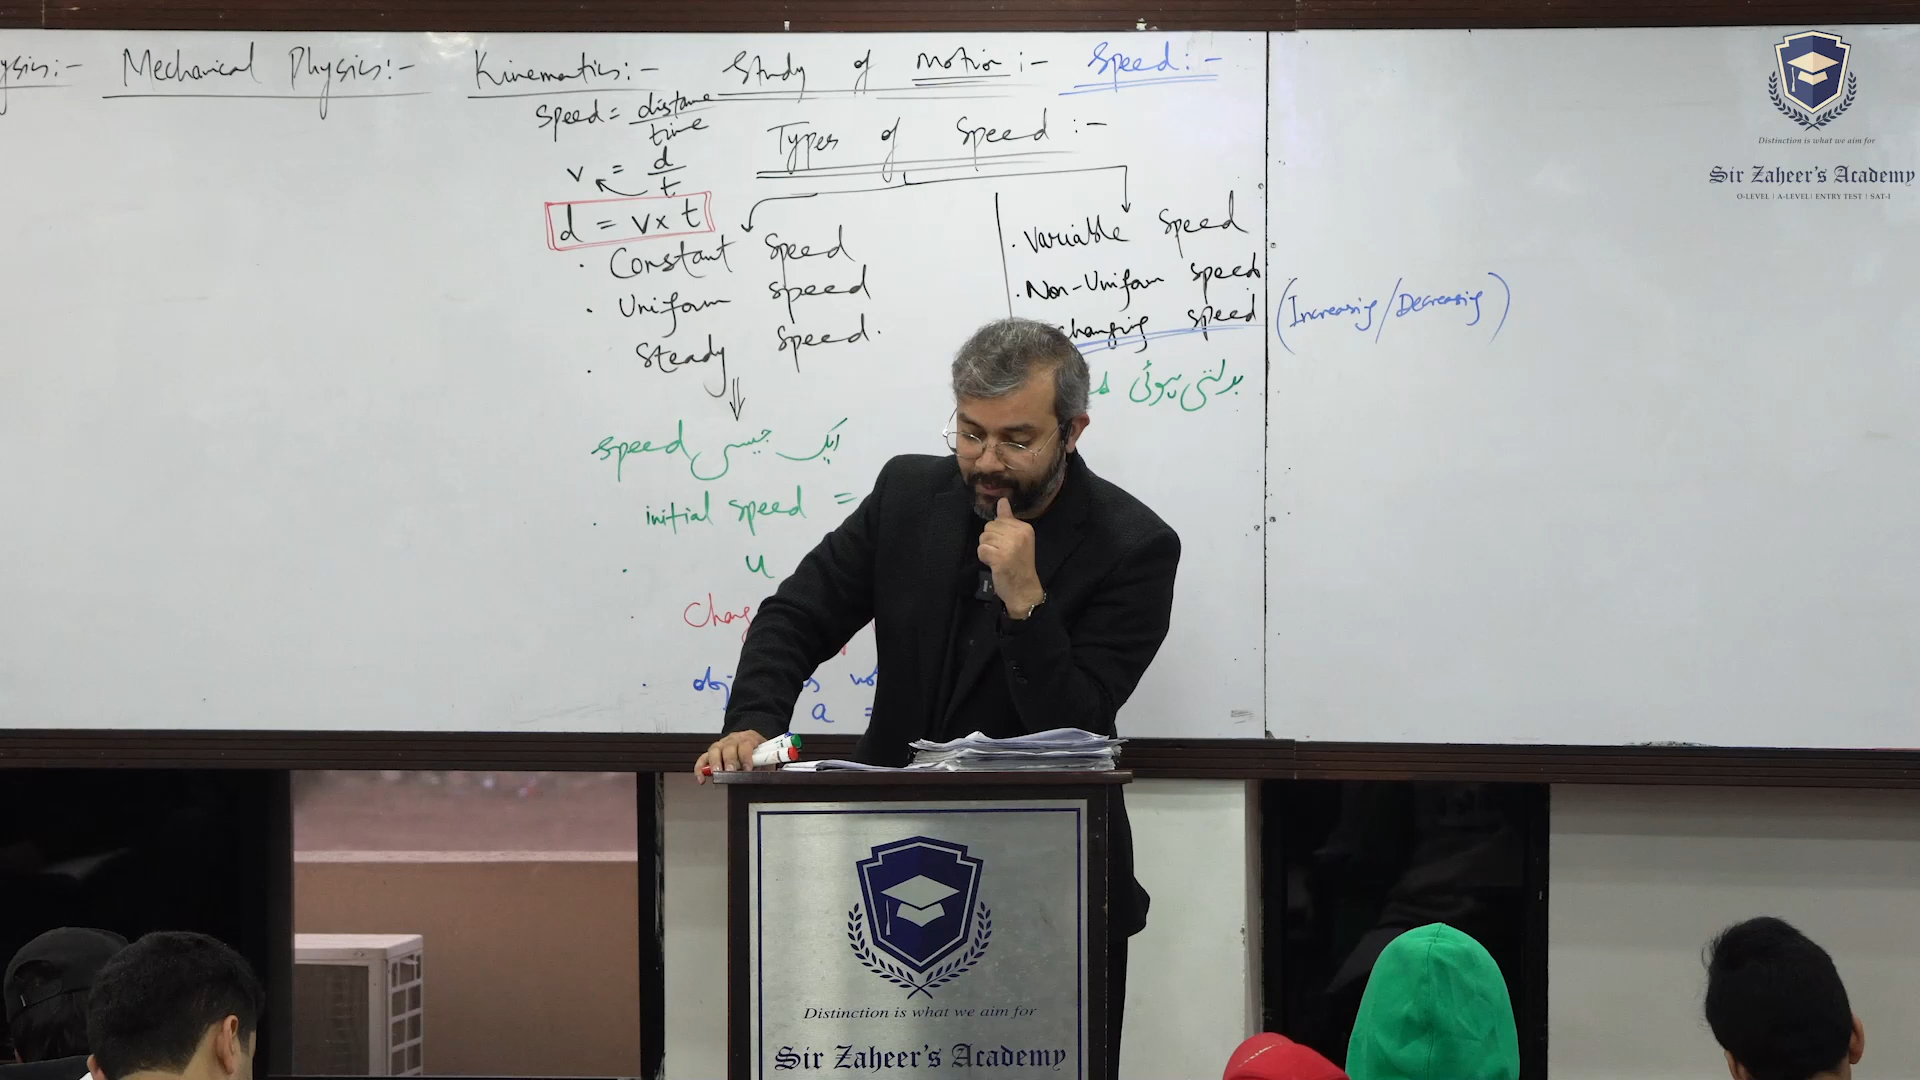 Mechanical Physics:-
Kinematics:-
Study of Motion:-
Speed:-
speed = distance/time
v = d/t
d = v x t
Types of Speed:-
. Constant Speed
. Uniform speed
. Steady Speed.
ایک جیسی speed
. initial speed =
. u
.
. a =
. Variable Speed
. Non-Uniform speed
changing speed (Increasing/Decreasing)
بدلتی ہوئی
Distinction is what we aim for
Sir Zaheer's Academy
O-LEVEL | A-LEVEL | ENTRY TEST | SAT-I
Distinction is what we aim for
Sir Zaheer's Academy